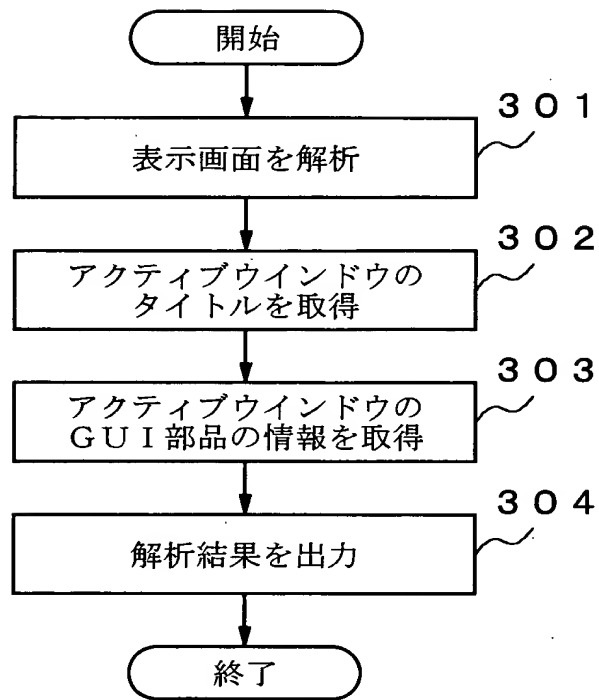 開始
３０１
表示画面を解析
３０２
アクティブウインドウの
タイトルを取得
３０３
アクティブウインドウの
ＧＵＩ部品の情報を取得
３０４
解析結果を出力
終了